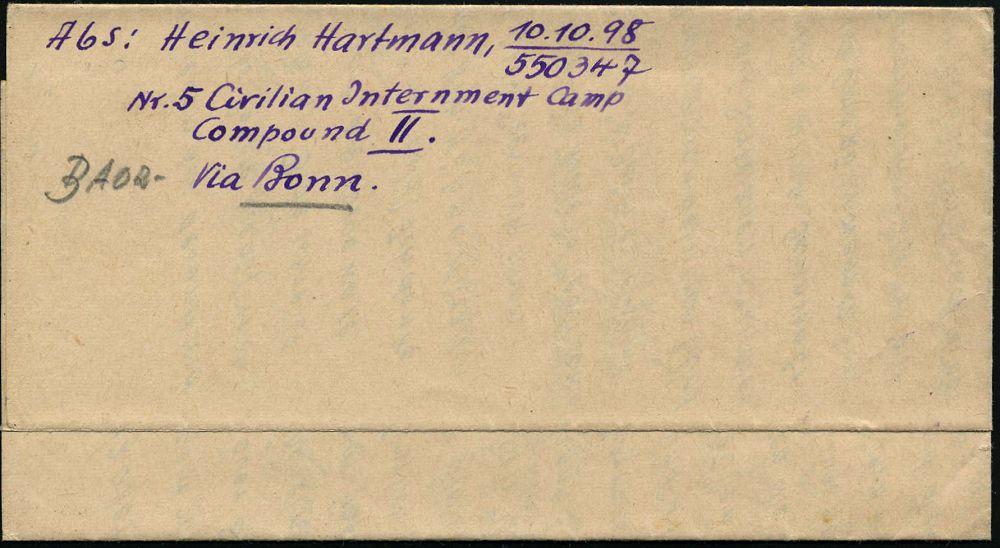 Abs: Heinrich Hartmann, 10.10.98
550347
Nr. 5 Civilian Internment Camp
Compound II.
BAOR- Via Bonn.